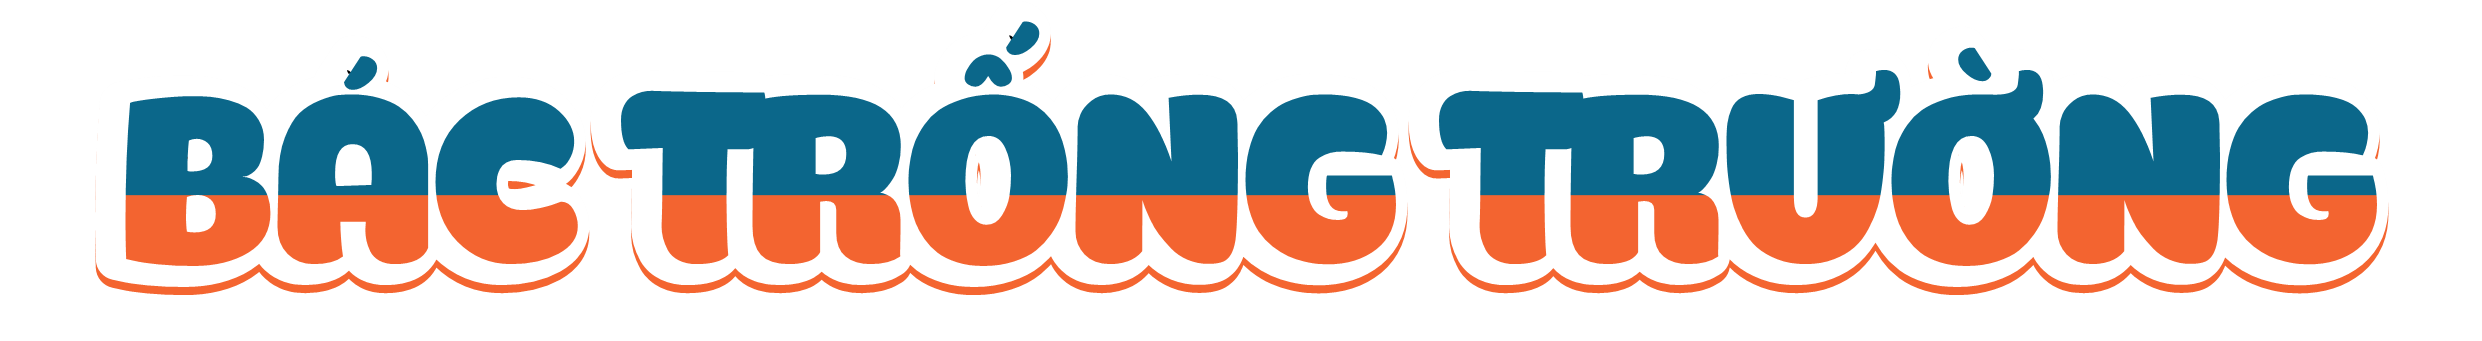 BÁC TRỐNG TRƯỜNG